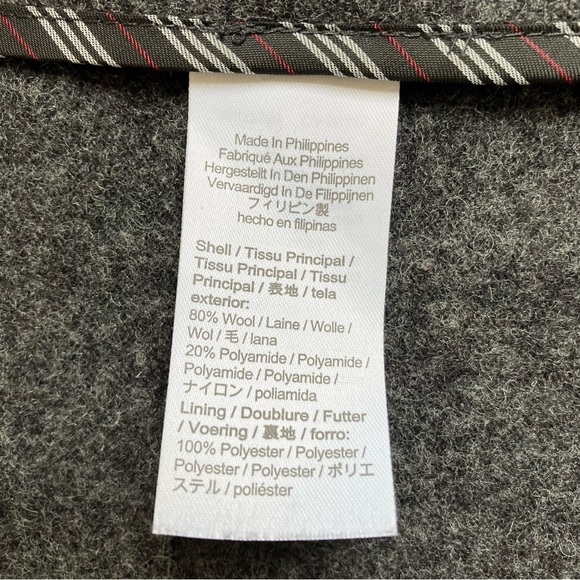 Made In Philippines
Fabriqué Aux Philippines
Hergestellt In Den Philippinen
Vervaardigd In De Filippijnen
フィリピン製
hecho en filipinas
Shell / Tissu Principal /
Tissu Principal / Tissu
Principal / 表地 / tela
exterior:
80% Wool / Laine / Wolle /
Wol / 毛 / lana
20% Polyamide / Polyamide /
Polyamide / Polyamide /
ナイロン / poliamida
Lining / Doublure / Futter
/ Voering / 裏地 / forro:
100% Polyester / Polyester /
Polyester / Polyester / ポリエ
ステル / poliéster